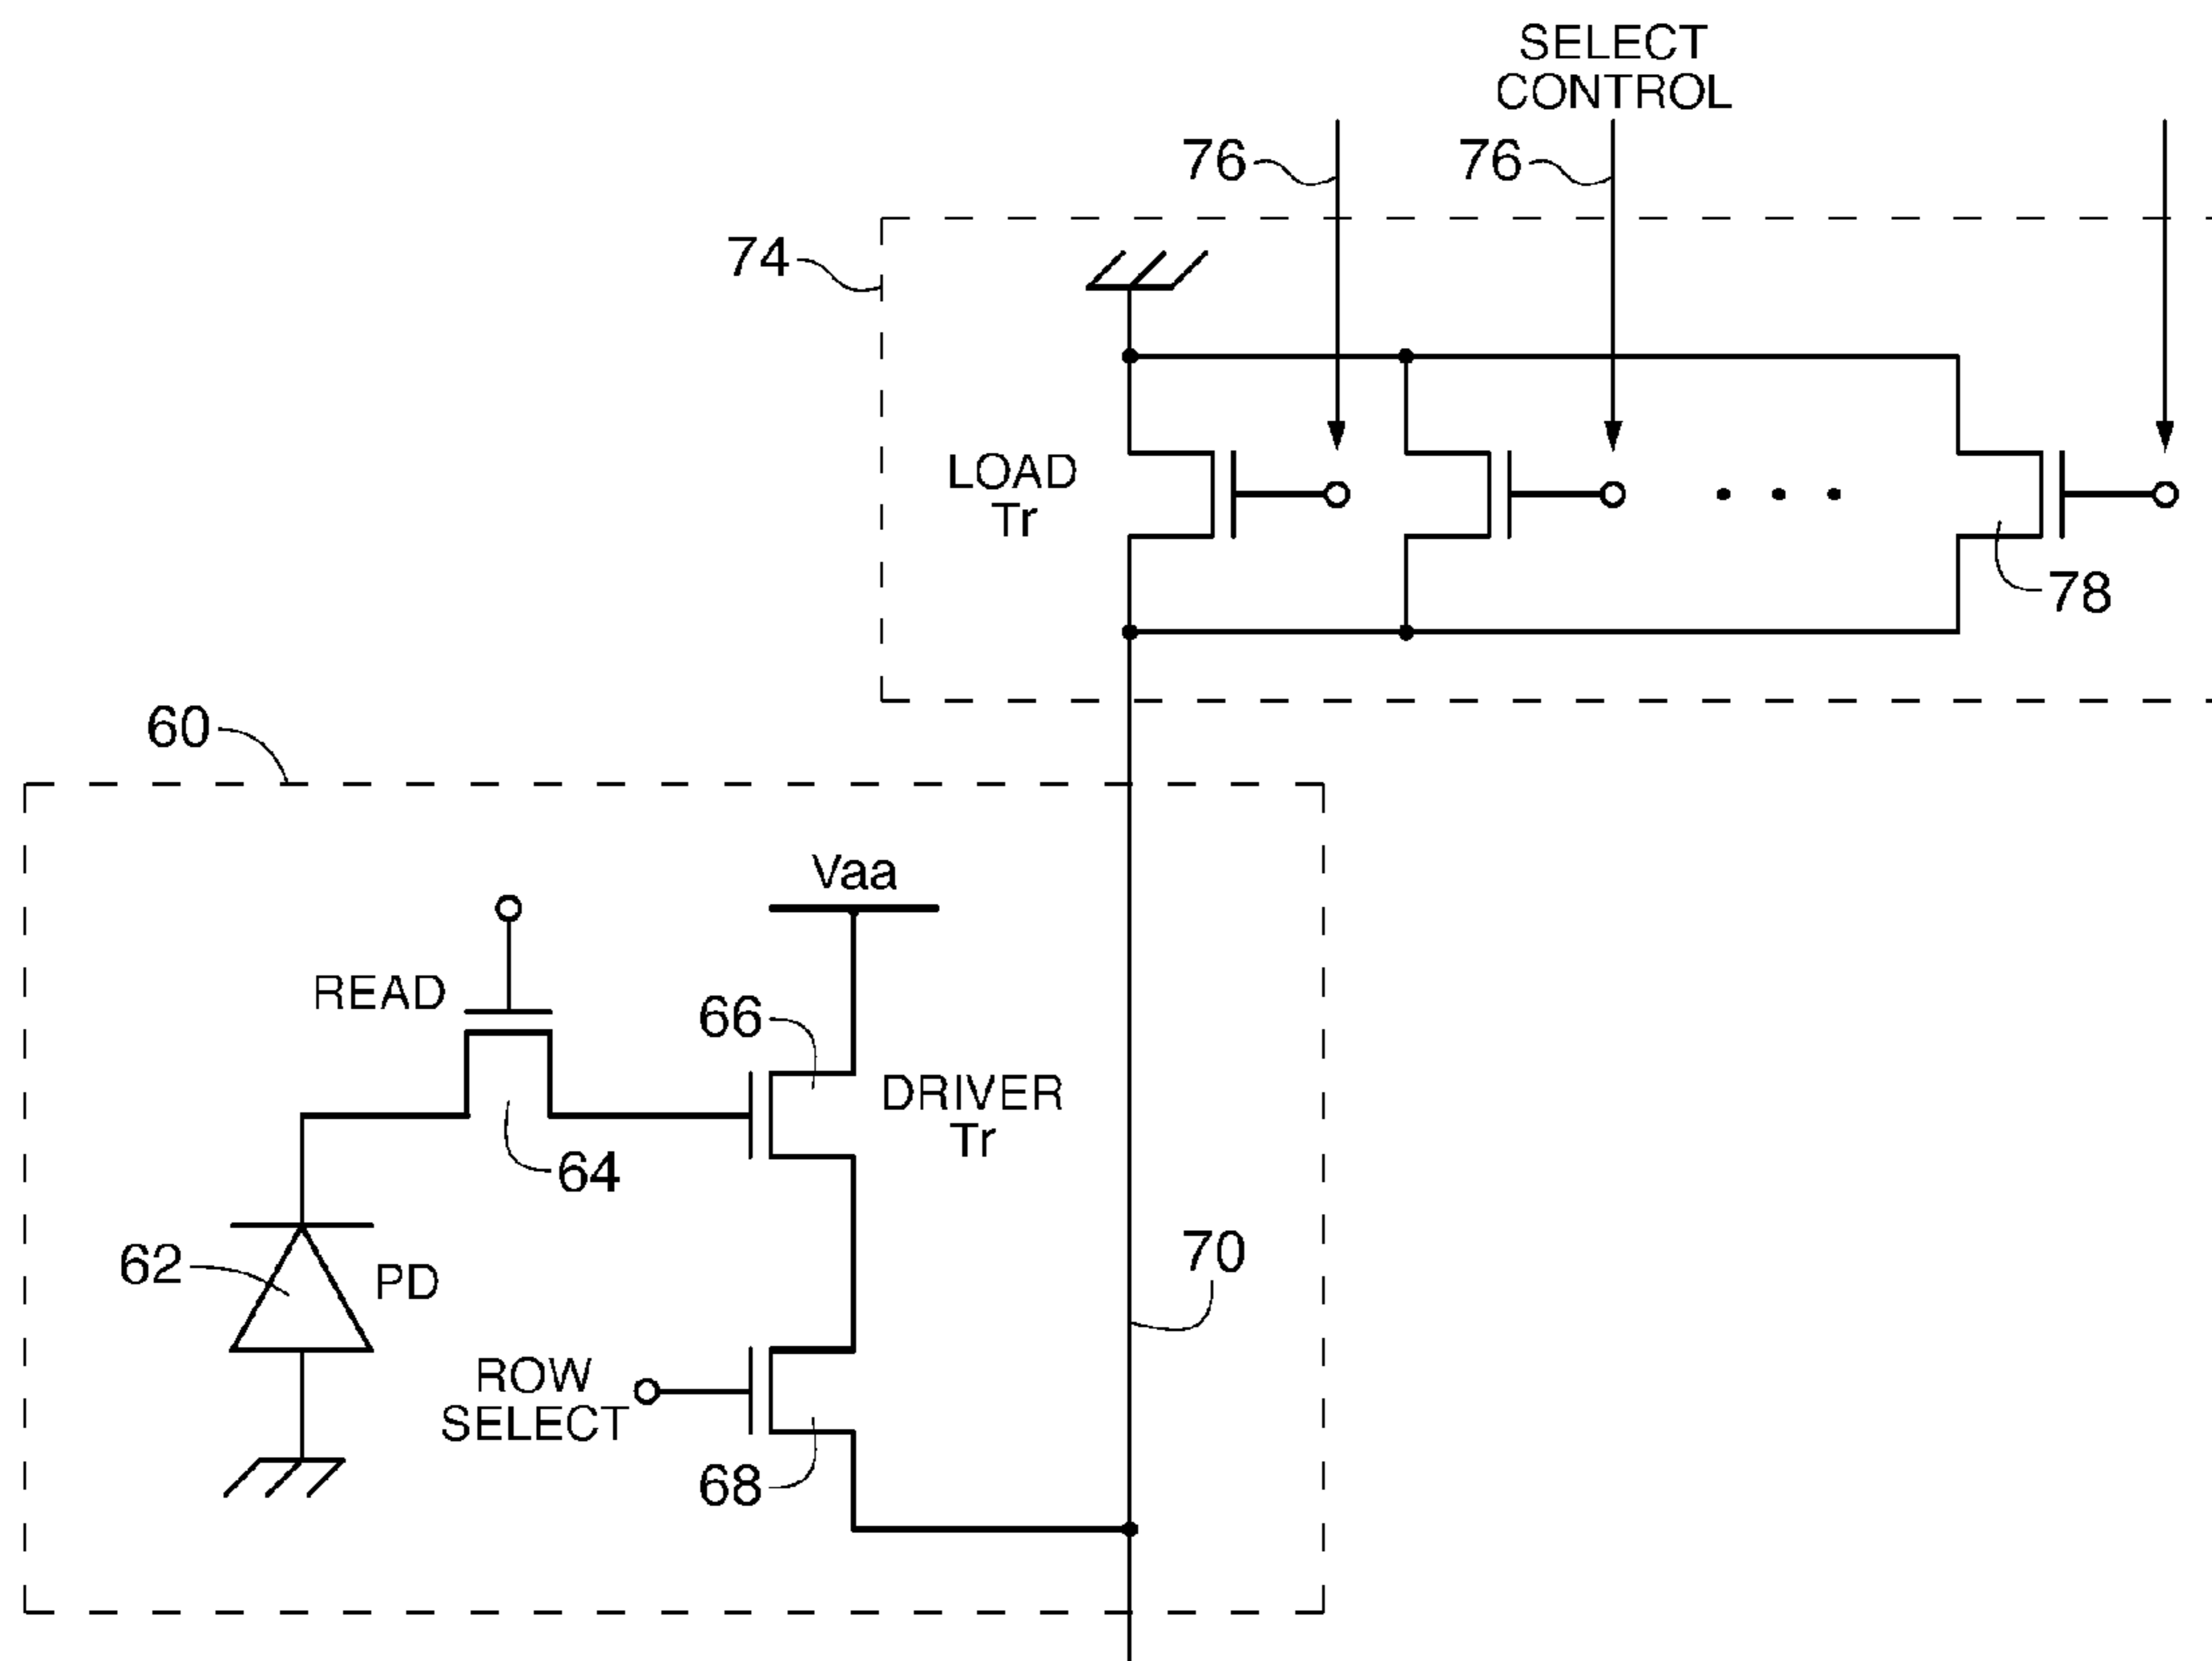 SELECT
CONTROL
76
76
74
LOAD
Tr
78
60
Vaa
READ
66
DRIVER
Tr
64
62
PD
70
ROW
SELECT
68